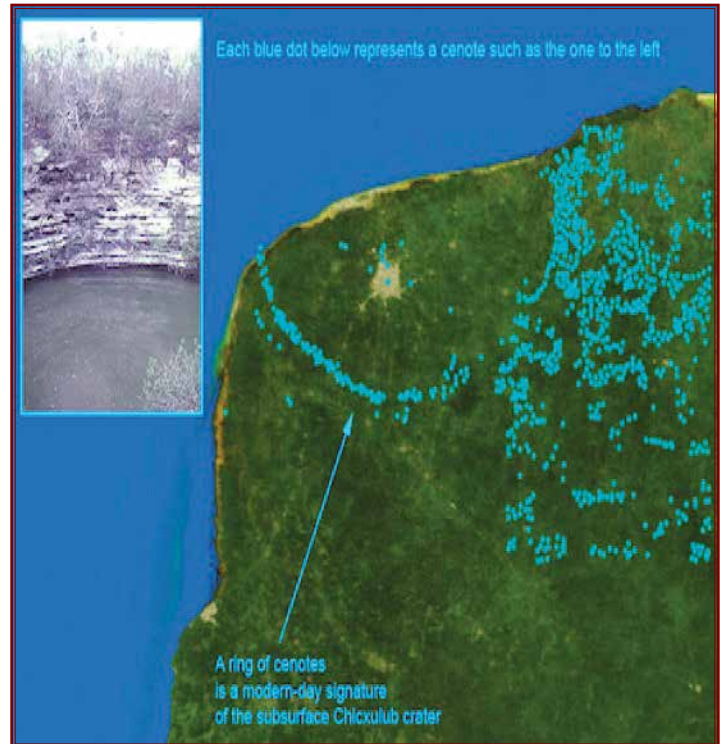 Each blue dot below represents a cenote such as the one to the left
A ring of cenotes
is a modern-day signature
of the subsurface Chicxulub crater